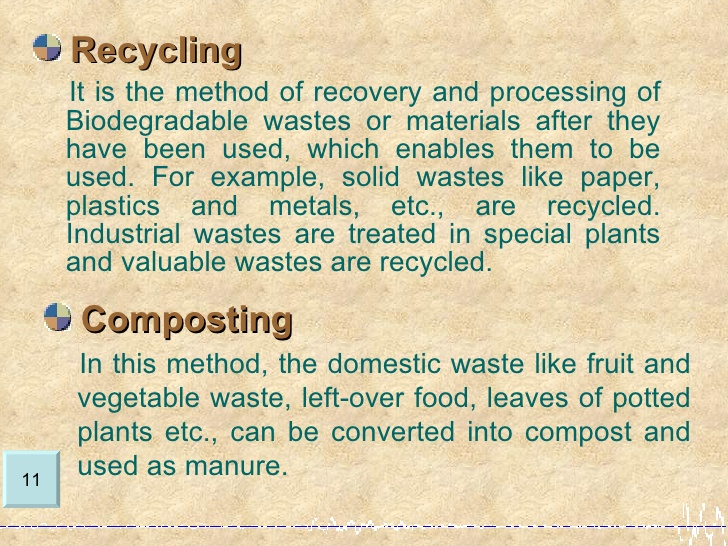 Recycling
It is the method of recovery and processing of
Biodegradable wastes or materials after they
have been used, which enables them to be
used. For example, solid wastes like paper,
plastics and metals, etc., are recycled.
Industrial wastes are treated in special plants
and valuable wastes are recycled.
Composting
In this method, the domestic waste like fruit and
vegetable waste, left-over food, leaves of potted
plants etc., can be converted into compost and
used as manure.
11